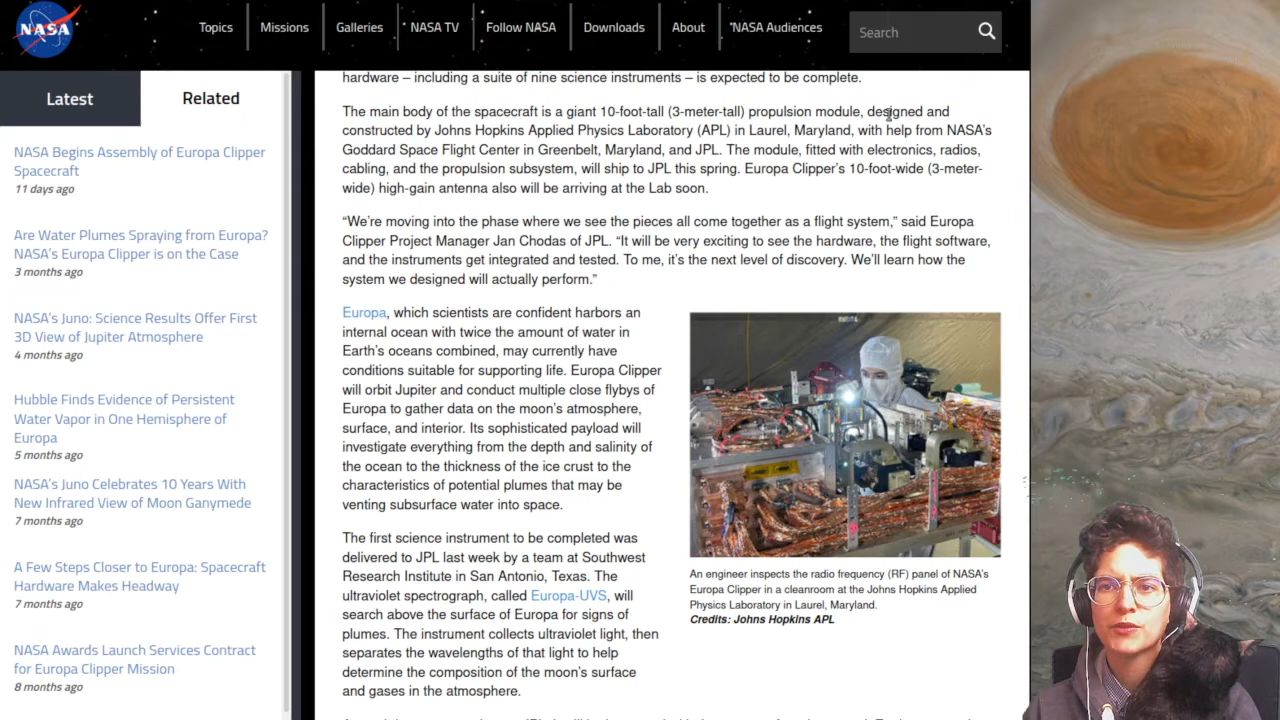 NASA
Topics
Missions
Galleries
NASA TV
Follow NASA
Downloads
About
NASA Audiences
Search
Latest
Related
NASA Begins Assembly of Europa Clipper
Spacecraft
11 days ago
Are Water Plumes Spraying from Europa?
NASA's Europa Clipper is on the Case
3 months ago
NASA's Juno: Science Results Offer First
3D View of Jupiter Atmosphere
4 months ago
Hubble Finds Evidence of Persistent
Water Vapor in One Hemisphere of
Europa
5 months ago
NASA's Juno Celebrates 10 Years With
New Infrared View of Moon Ganymede
7 months ago
A Few Steps Closer to Europa: Spacecraft
Hardware Makes Headway
7 months ago
NASA Awards Launch Services Contract
for Europa Clipper Mission
8 months ago
hardware – including a suite of nine science instruments – is expected to be complete.
The main body of the spacecraft is a giant 10-foot-tall (3-meter-tall) propulsion module, designed and
constructed by Johns Hopkins Applied Physics Laboratory (APL) in Laurel, Maryland, with help from NASA's
Goddard Space Flight Center in Greenbelt, Maryland, and JPL. The module, fitted with electronics, radios,
cabling, and the propulsion subsystem, will ship to JPL this spring. Europa Clipper's 10-foot-wide (3-meter-
wide) high-gain antenna also will be arriving at the Lab soon.
“We're moving into the phase where we see the pieces all come together as a flight system,” said Europa
Clipper Project Manager Jan Chodas of JPL. “It will be very exciting to see the hardware, the flight software,
and the instruments get integrated and tested. To me, it's the next level of discovery. We'll learn how the
system we designed will actually perform.”
Europa, which scientists are confident harbors an
internal ocean with twice the amount of water in
Earth's oceans combined, may currently have
conditions suitable for supporting life. Europa Clipper
will orbit Jupiter and conduct multiple close flybys of
Europa to gather data on the moon's atmosphere,
surface, and interior. Its sophisticated payload will
investigate everything from the depth and salinity of
the ocean to the thickness of the ice crust to the
characteristics of potential plumes that may be
venting subsurface water into space.
The first science instrument to be completed was
delivered to JPL last week by a team at Southwest
Research Institute in San Antonio, Texas. The
ultraviolet spectrograph, called Europa-UVS, will
search above the surface of Europa for signs of
plumes. The instrument collects ultraviolet light, then
separates the wavelengths of that light to help
determine the composition of the moon's surface
and gases in the atmosphere.
An engineer inspects the radio frequency (RF) panel of NASA's
Europa Clipper in a cleanroom at the Johns Hopkins Applied
Physics Laboratory in Laurel, Maryland.
Credits: Johns Hopkins APL